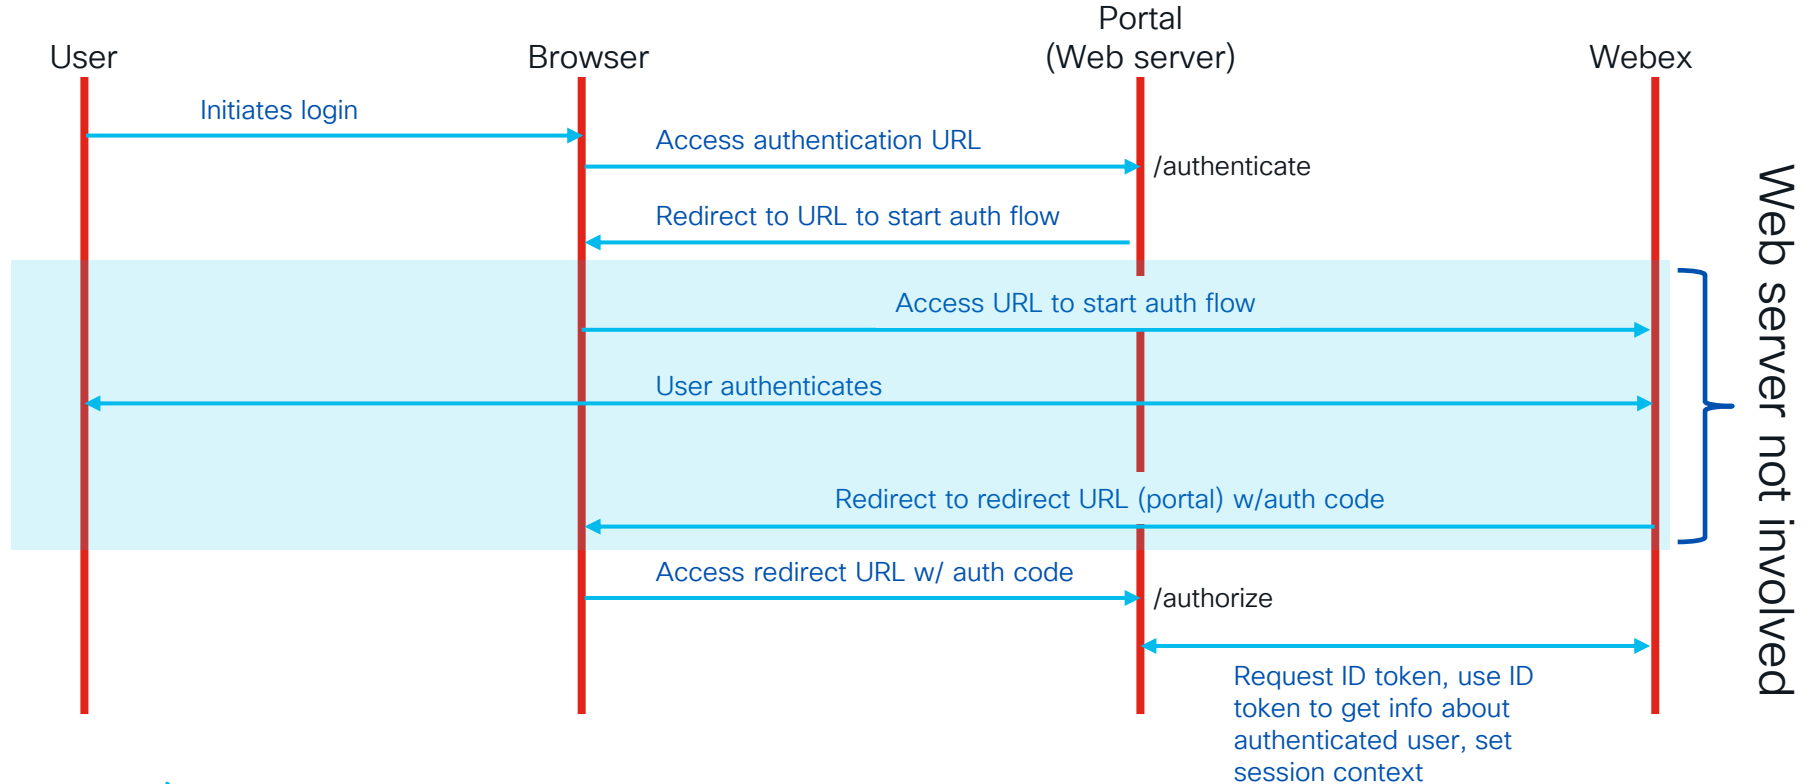 Portal
User
Browser
(Web server)
Webex
Initiates login
Access authentication URL
/authenticate
Redirect to URL to start auth flow
Access URL to start auth flow
User authenticates
Redirect to redirect URL (portal) w/auth code
Access redirect URL w/ auth code
/authorize
Request ID token, use ID
token to get info about
authenticated user, set
session context
Web server not involved